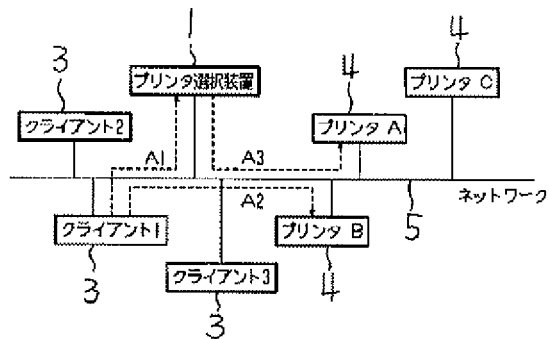 1
4
3
プリンタ選択装置
4
プリンタ C
クライアント2
プリンタ A
A1
A3
ネットワーク
A2
5
クライアント1
プリンタ B
3
クライアント3
4
3